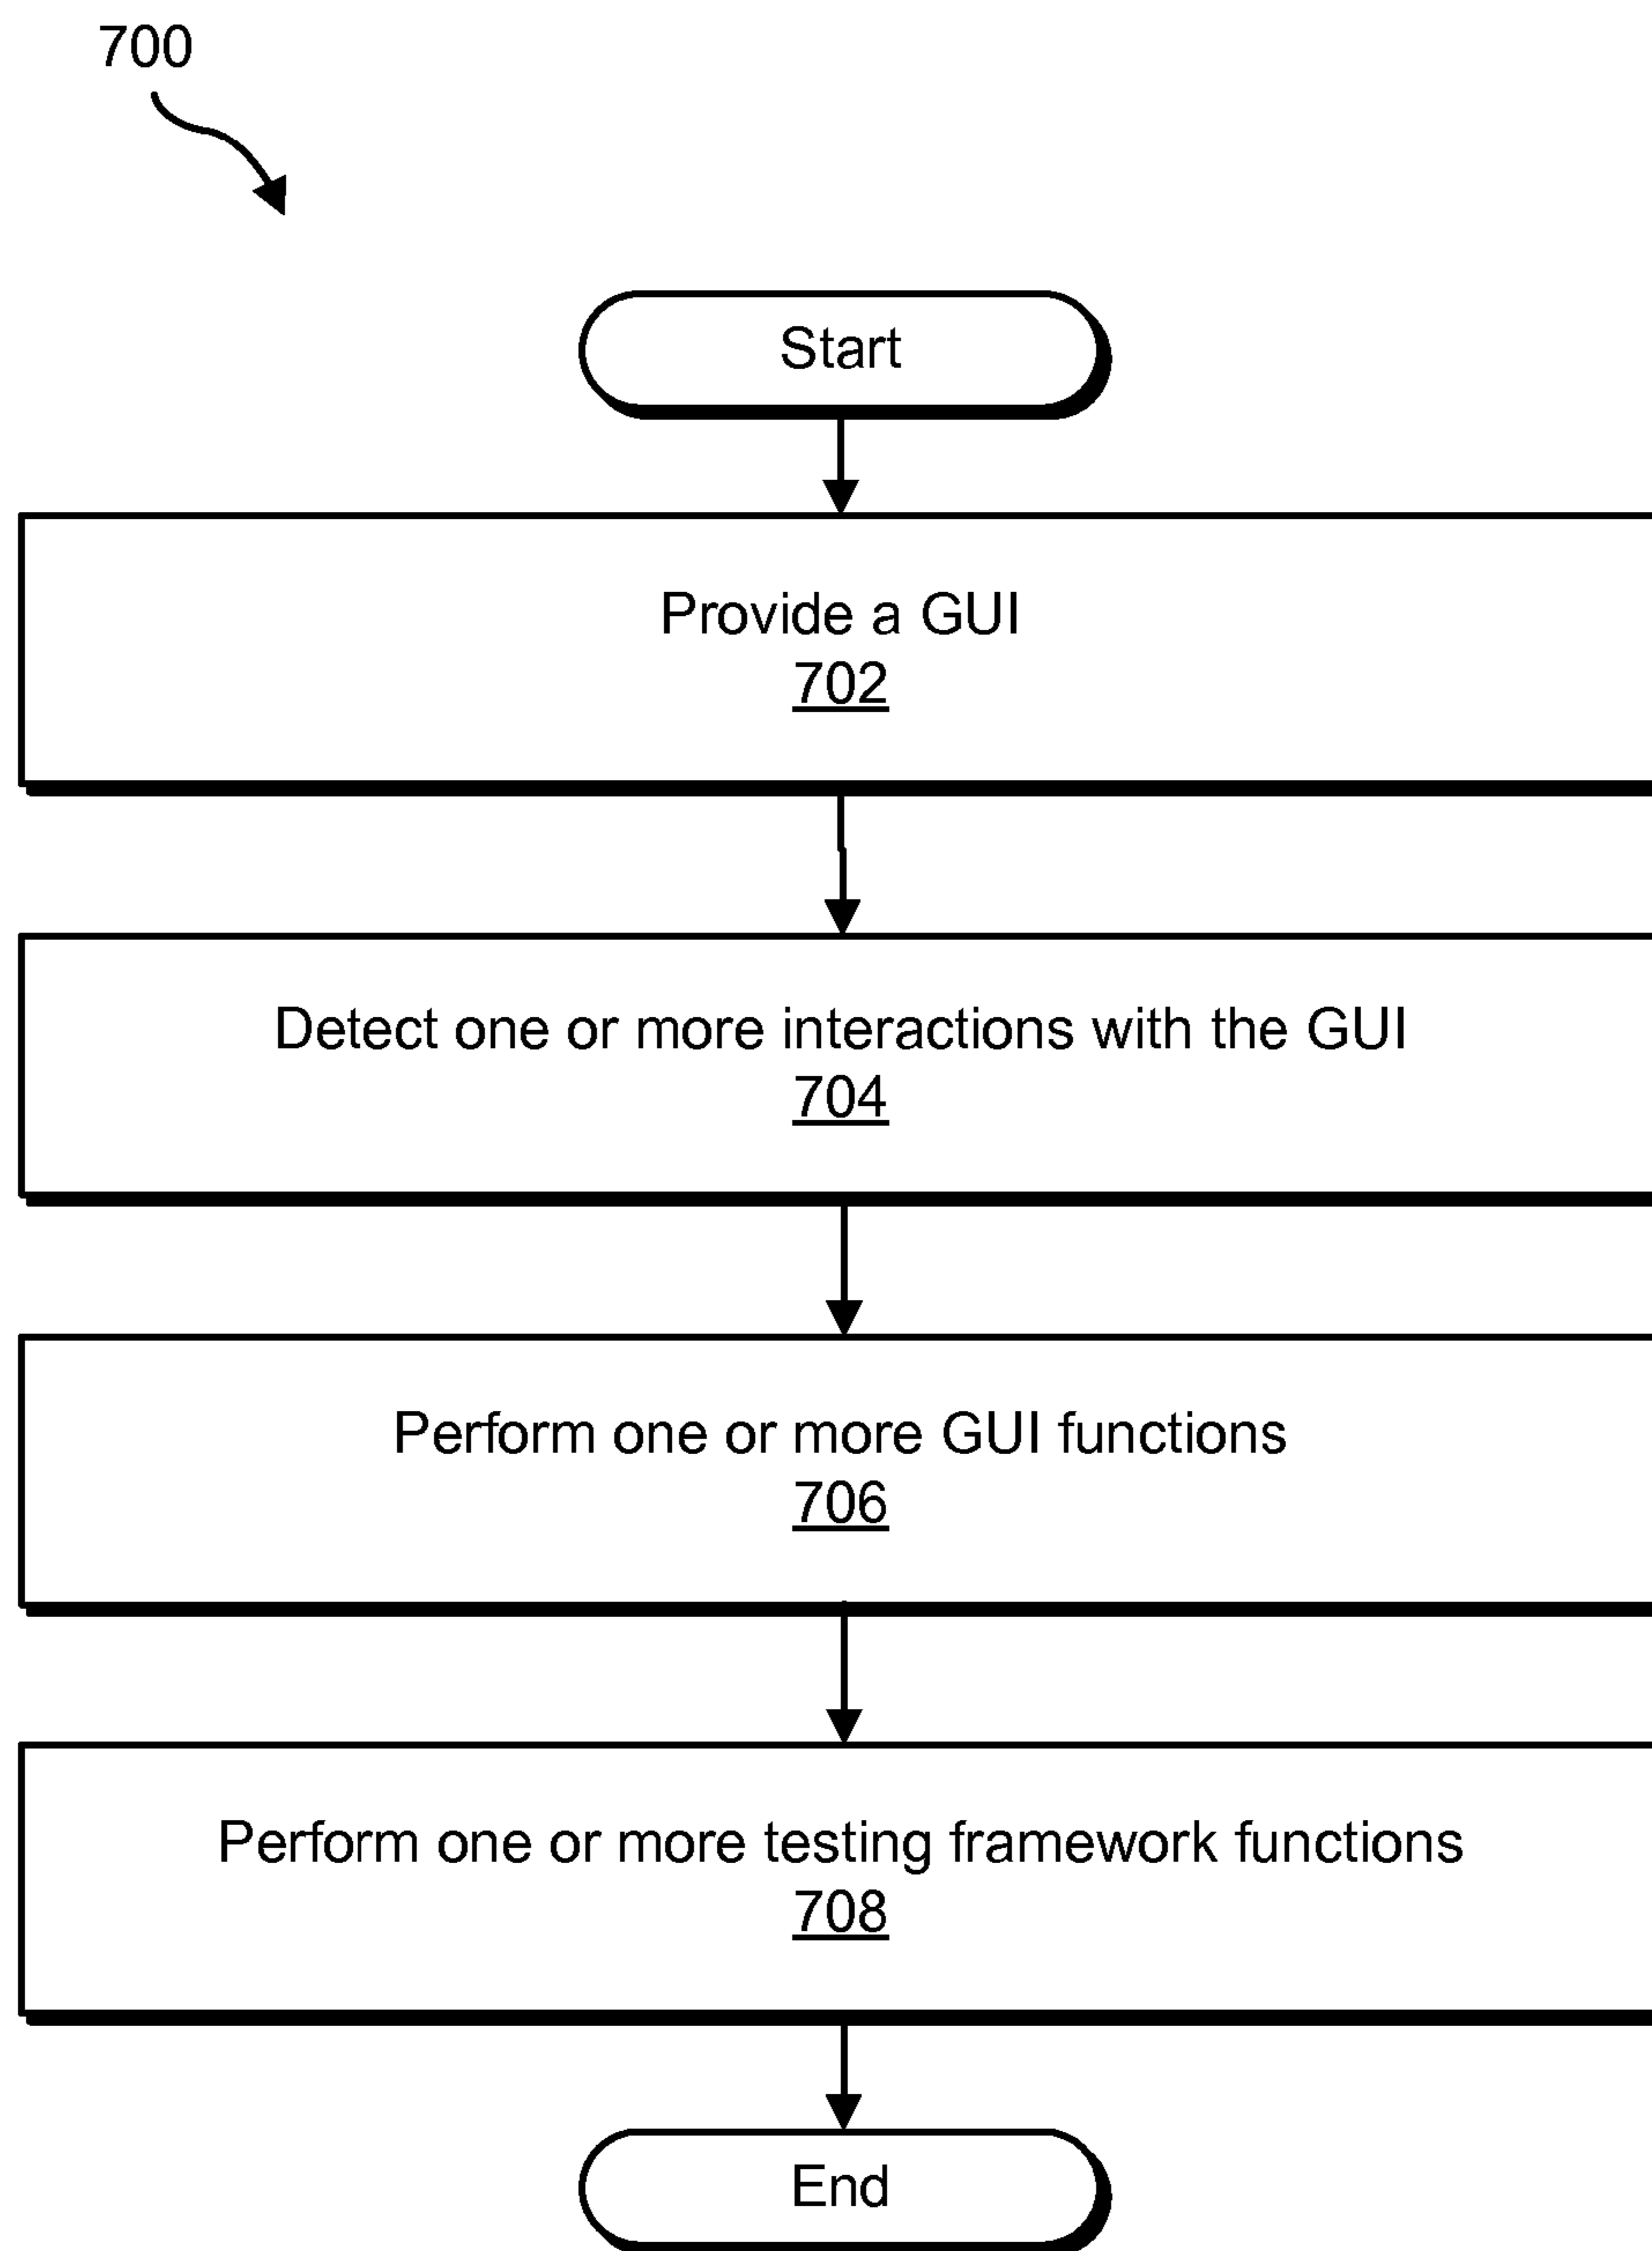 700
Start
Provide a GUI
702
Detect one or more interactions with the GUI
704
Perform one or more GUI functions
706
Perform one or more testing framework functions
708
End